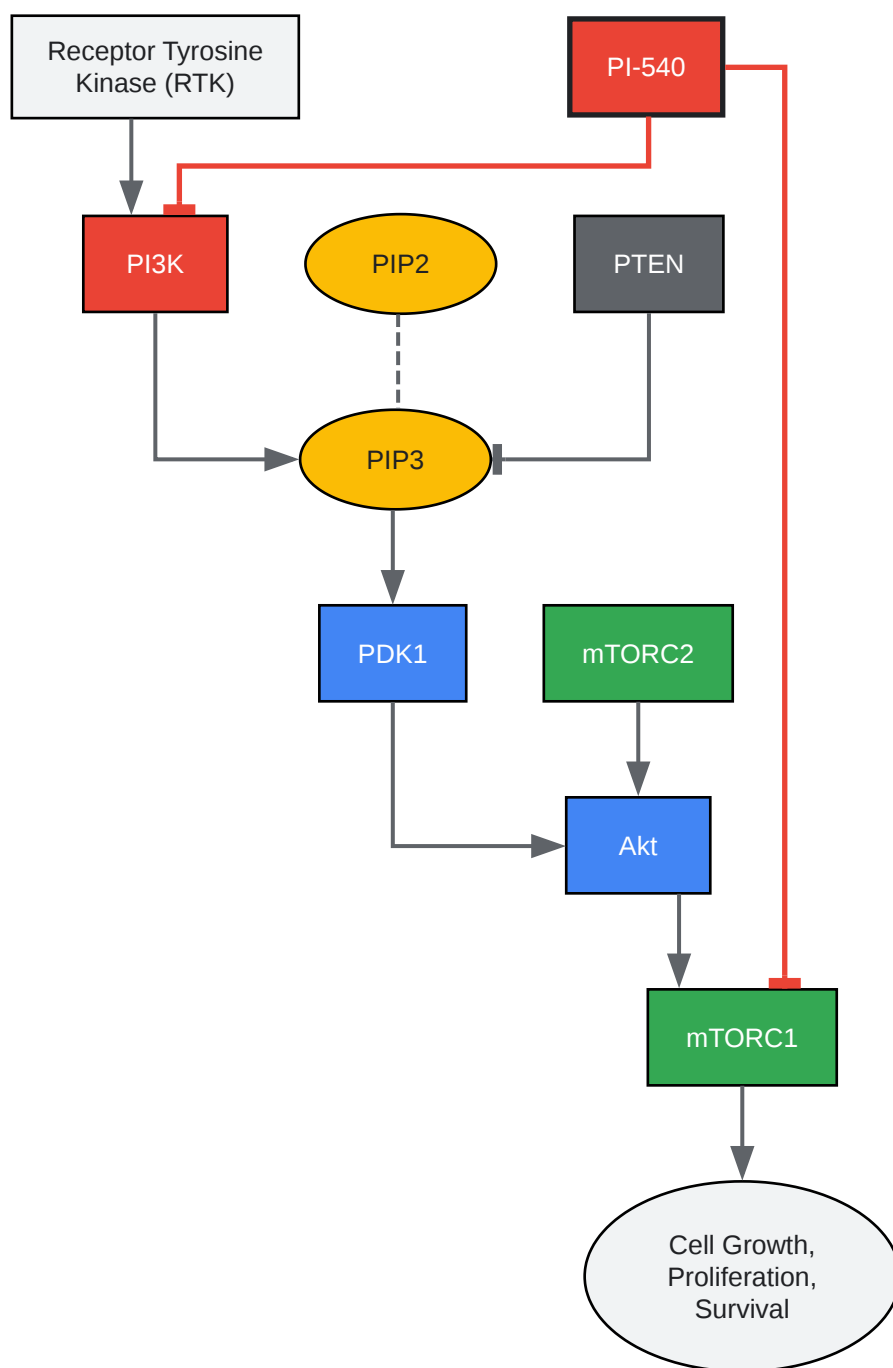 Receptor Tyrosine
Kinase (RTK)
PI-540
PI3K
PIP2
PTEN
PIP3
PDK1
mTORC2
Akt
mTORC1
Cell Growth,
Proliferation,
Survival